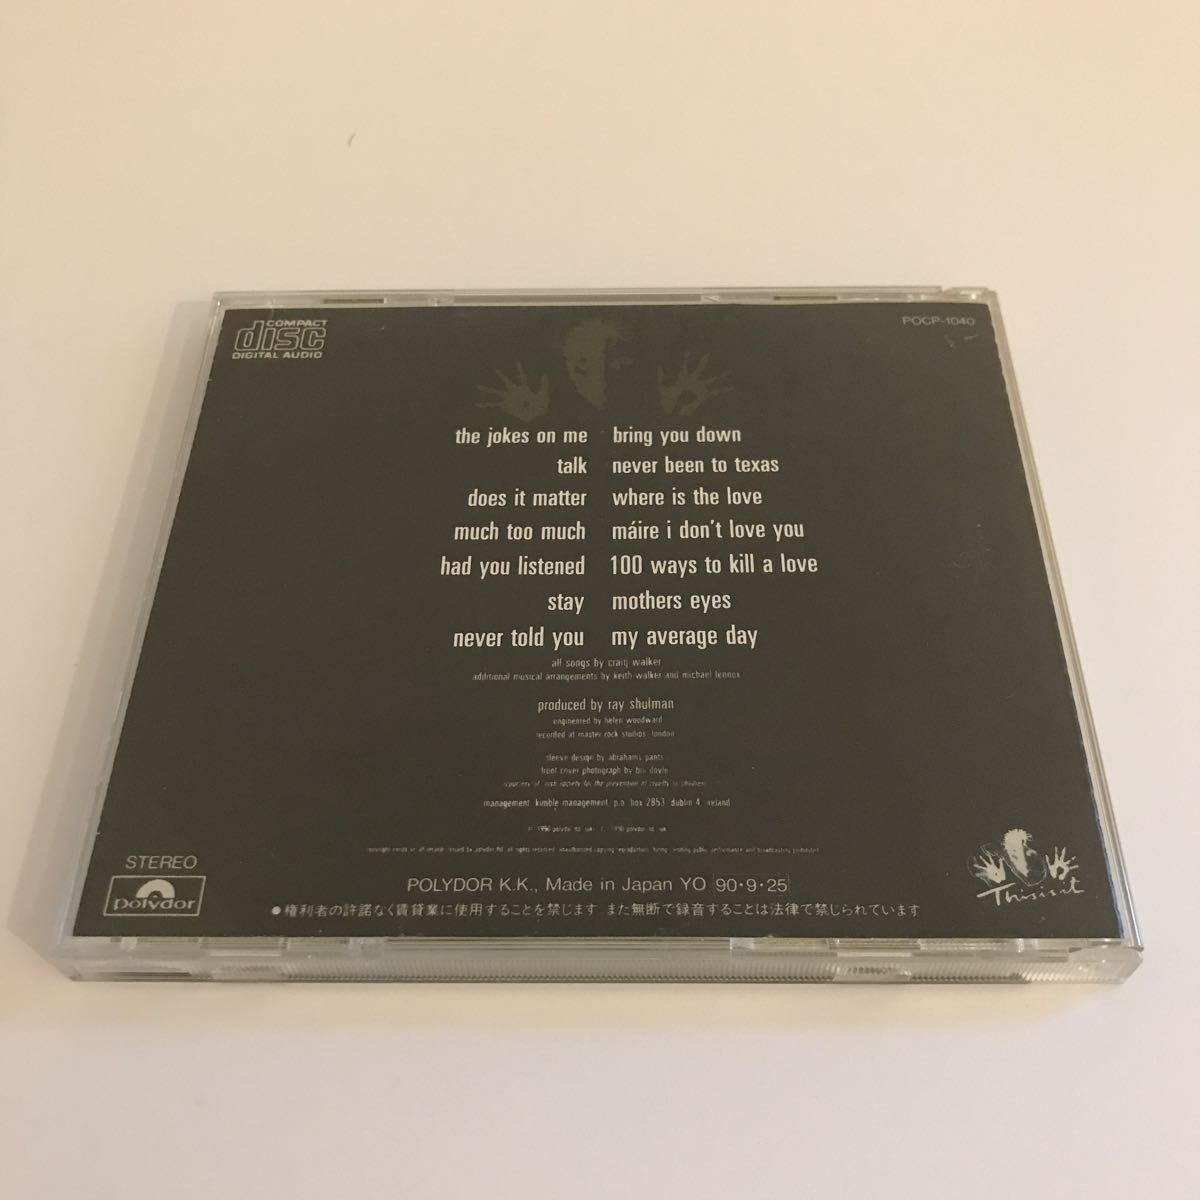 COMPACT
disc
DIGITAL AUDIO
POCP-1040
the jokes on me
talk
does it matter
much too much
had you listened
stay
never told you
bring you down
never been to texas
where is the love
máire i don't love you
100 ways to kill a love
mothers eyes
my average day
all songs by craig walker
additional musical arrangements by keith walker and michael lennox
produced by ray shulman
engineered by helen woodward
recorded at master rock studios london
sleeve design by abrahams pants
front cover photograph by doyle
management kimble management p.o. box 2853 dublin 4 ireland
STEREO
polydor
POLYDOR K.K., Made in Japan YO 90・9・25
●権利者の許諾なく賃貸業に使用することを禁じます また無断で録音することは法律で禁じられています
Thisisit